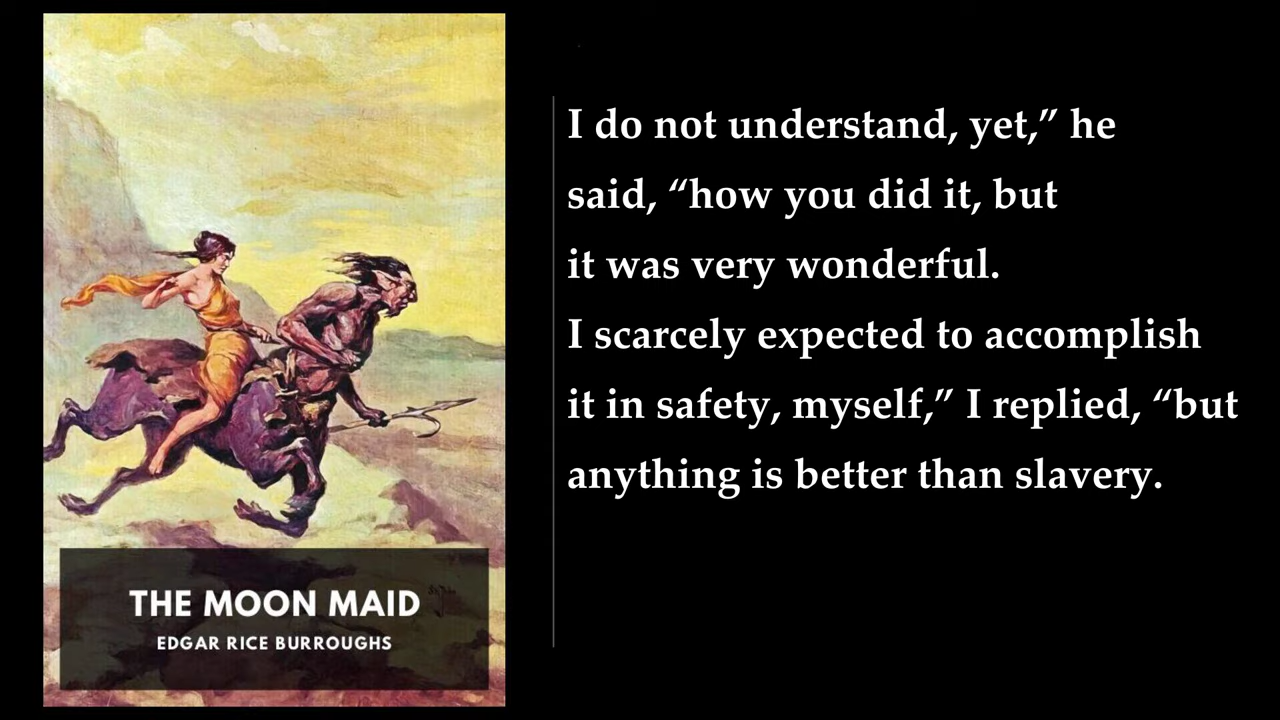 I do not understand, yet,” he
said, “how you did it, but
it was very wonderful.
I scarcely expected to accomplish
it in safety, myself,” I replied, “but
anything is better than slavery.
THE MOON MAID
EDGAR RICE BURROUGHS